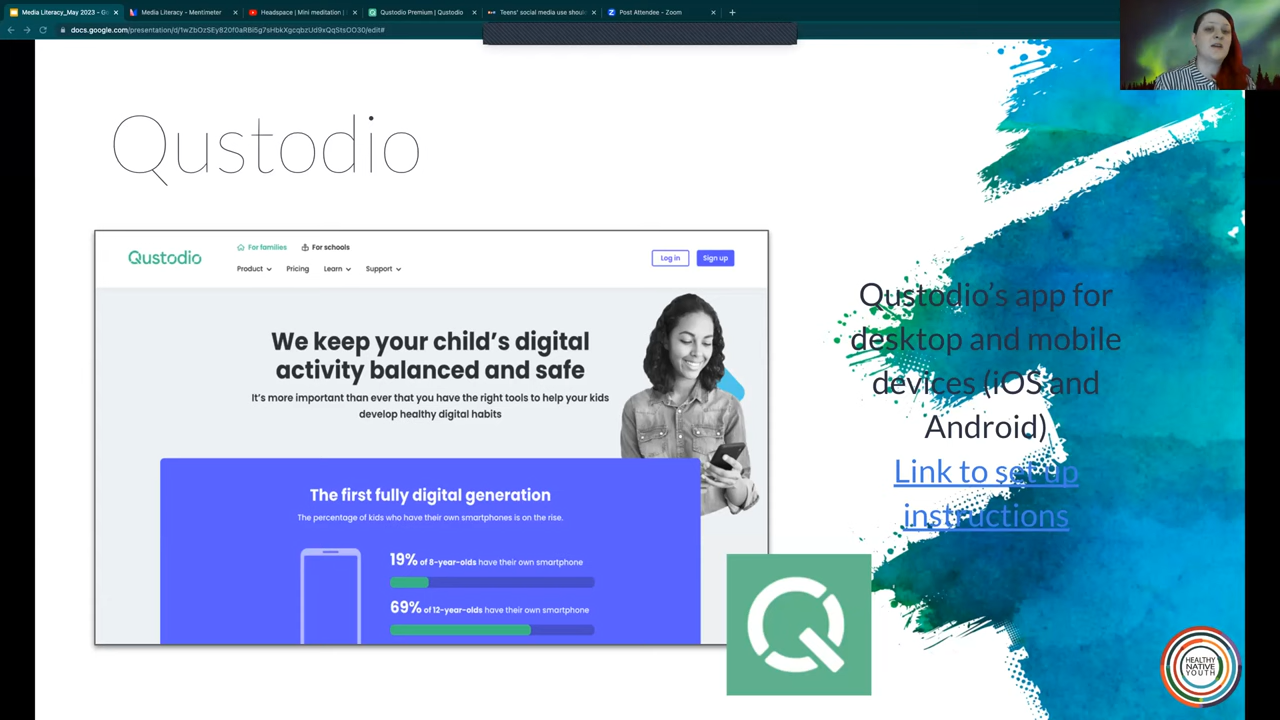 Media Literacy_May 2023 - G
Media Literacy - Mentimeter
Headspace | Mini meditation |
Qustodio Premium | Qustodio
Teens' social media use shoul
Post Attendee - Zoom
Qustodio
Qustodio
For families
For schools
Product
Pricing
Learn
Support
Log in
Sign up
We keep your child's digital
activity balanced and safe
It's more important than ever that you have the right tools to help your kids
develop healthy digital habits
The first fully digital generation
The percentage of kids who have their own smartphones is on the rise.
19% of 8-year-olds have their own smartphone
69% of 12-year-olds have their own smartphone
Qustodio's app for
desktop and mobile
devices (iOS and
Android)
Link to set up
instructions
HEALTHY
NATIVE
YOUTH